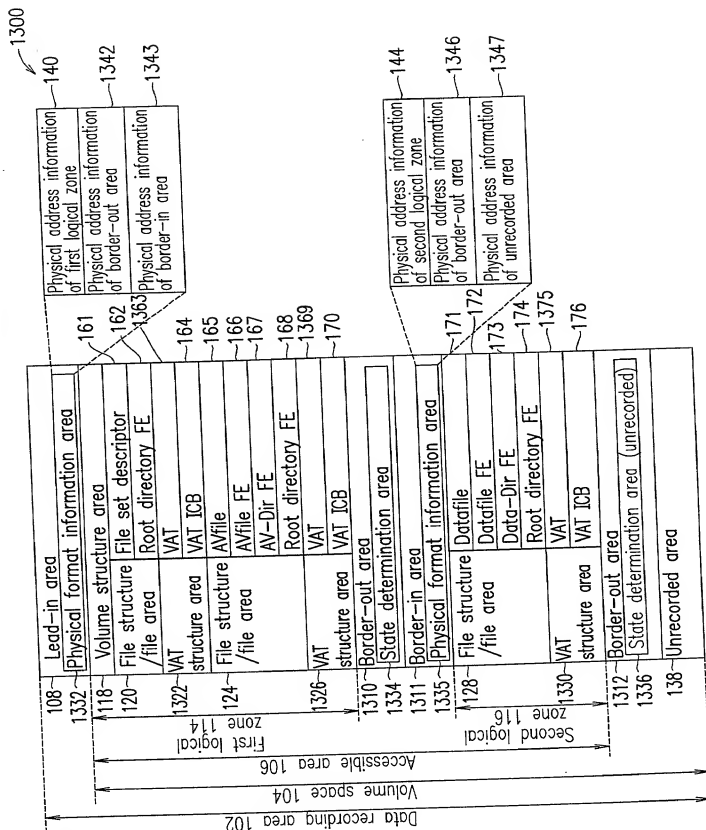 1300
Physical address information
of first logical zone
140
Physical address information
of border-out area
1342
Physical address information
of border-in area
1343
Physical address information
of second logical zone
144
Physical address information
of border-out area
1346
Physical address information
of unrecorded area
1347
108
Lead-in area
1332
Physical format information area
118
Volume structure area
120
File structure
/file area
File set descriptor
161
Root directory FE
162
1322
VAT
structure area
VAT
1363
VAT ICB
164
124
File structure
/file area
AVfile
165
AVfile FE
166
AV-Dir FE
167
Root directory FE
168
1326
VAT
structure area
VAT
1369
VAT ICB
170
1310
Border-out area
1334
State determination area
1311
Border-in area
1335
Physical format information area
128
File structure
/file area
Datafile
171
Datafile FE
172
Data-Dir FE
173
Root directory FE
174
1330
VAT
structure area
VAT
1375
VAT ICB
176
1312
Border-out area
1336
State determination area (unrecorded)
138
Unrecorded area
First logical
zone 114
Second logical
zone 116
Accessible area 106
Volume space 104
Data recording area 102